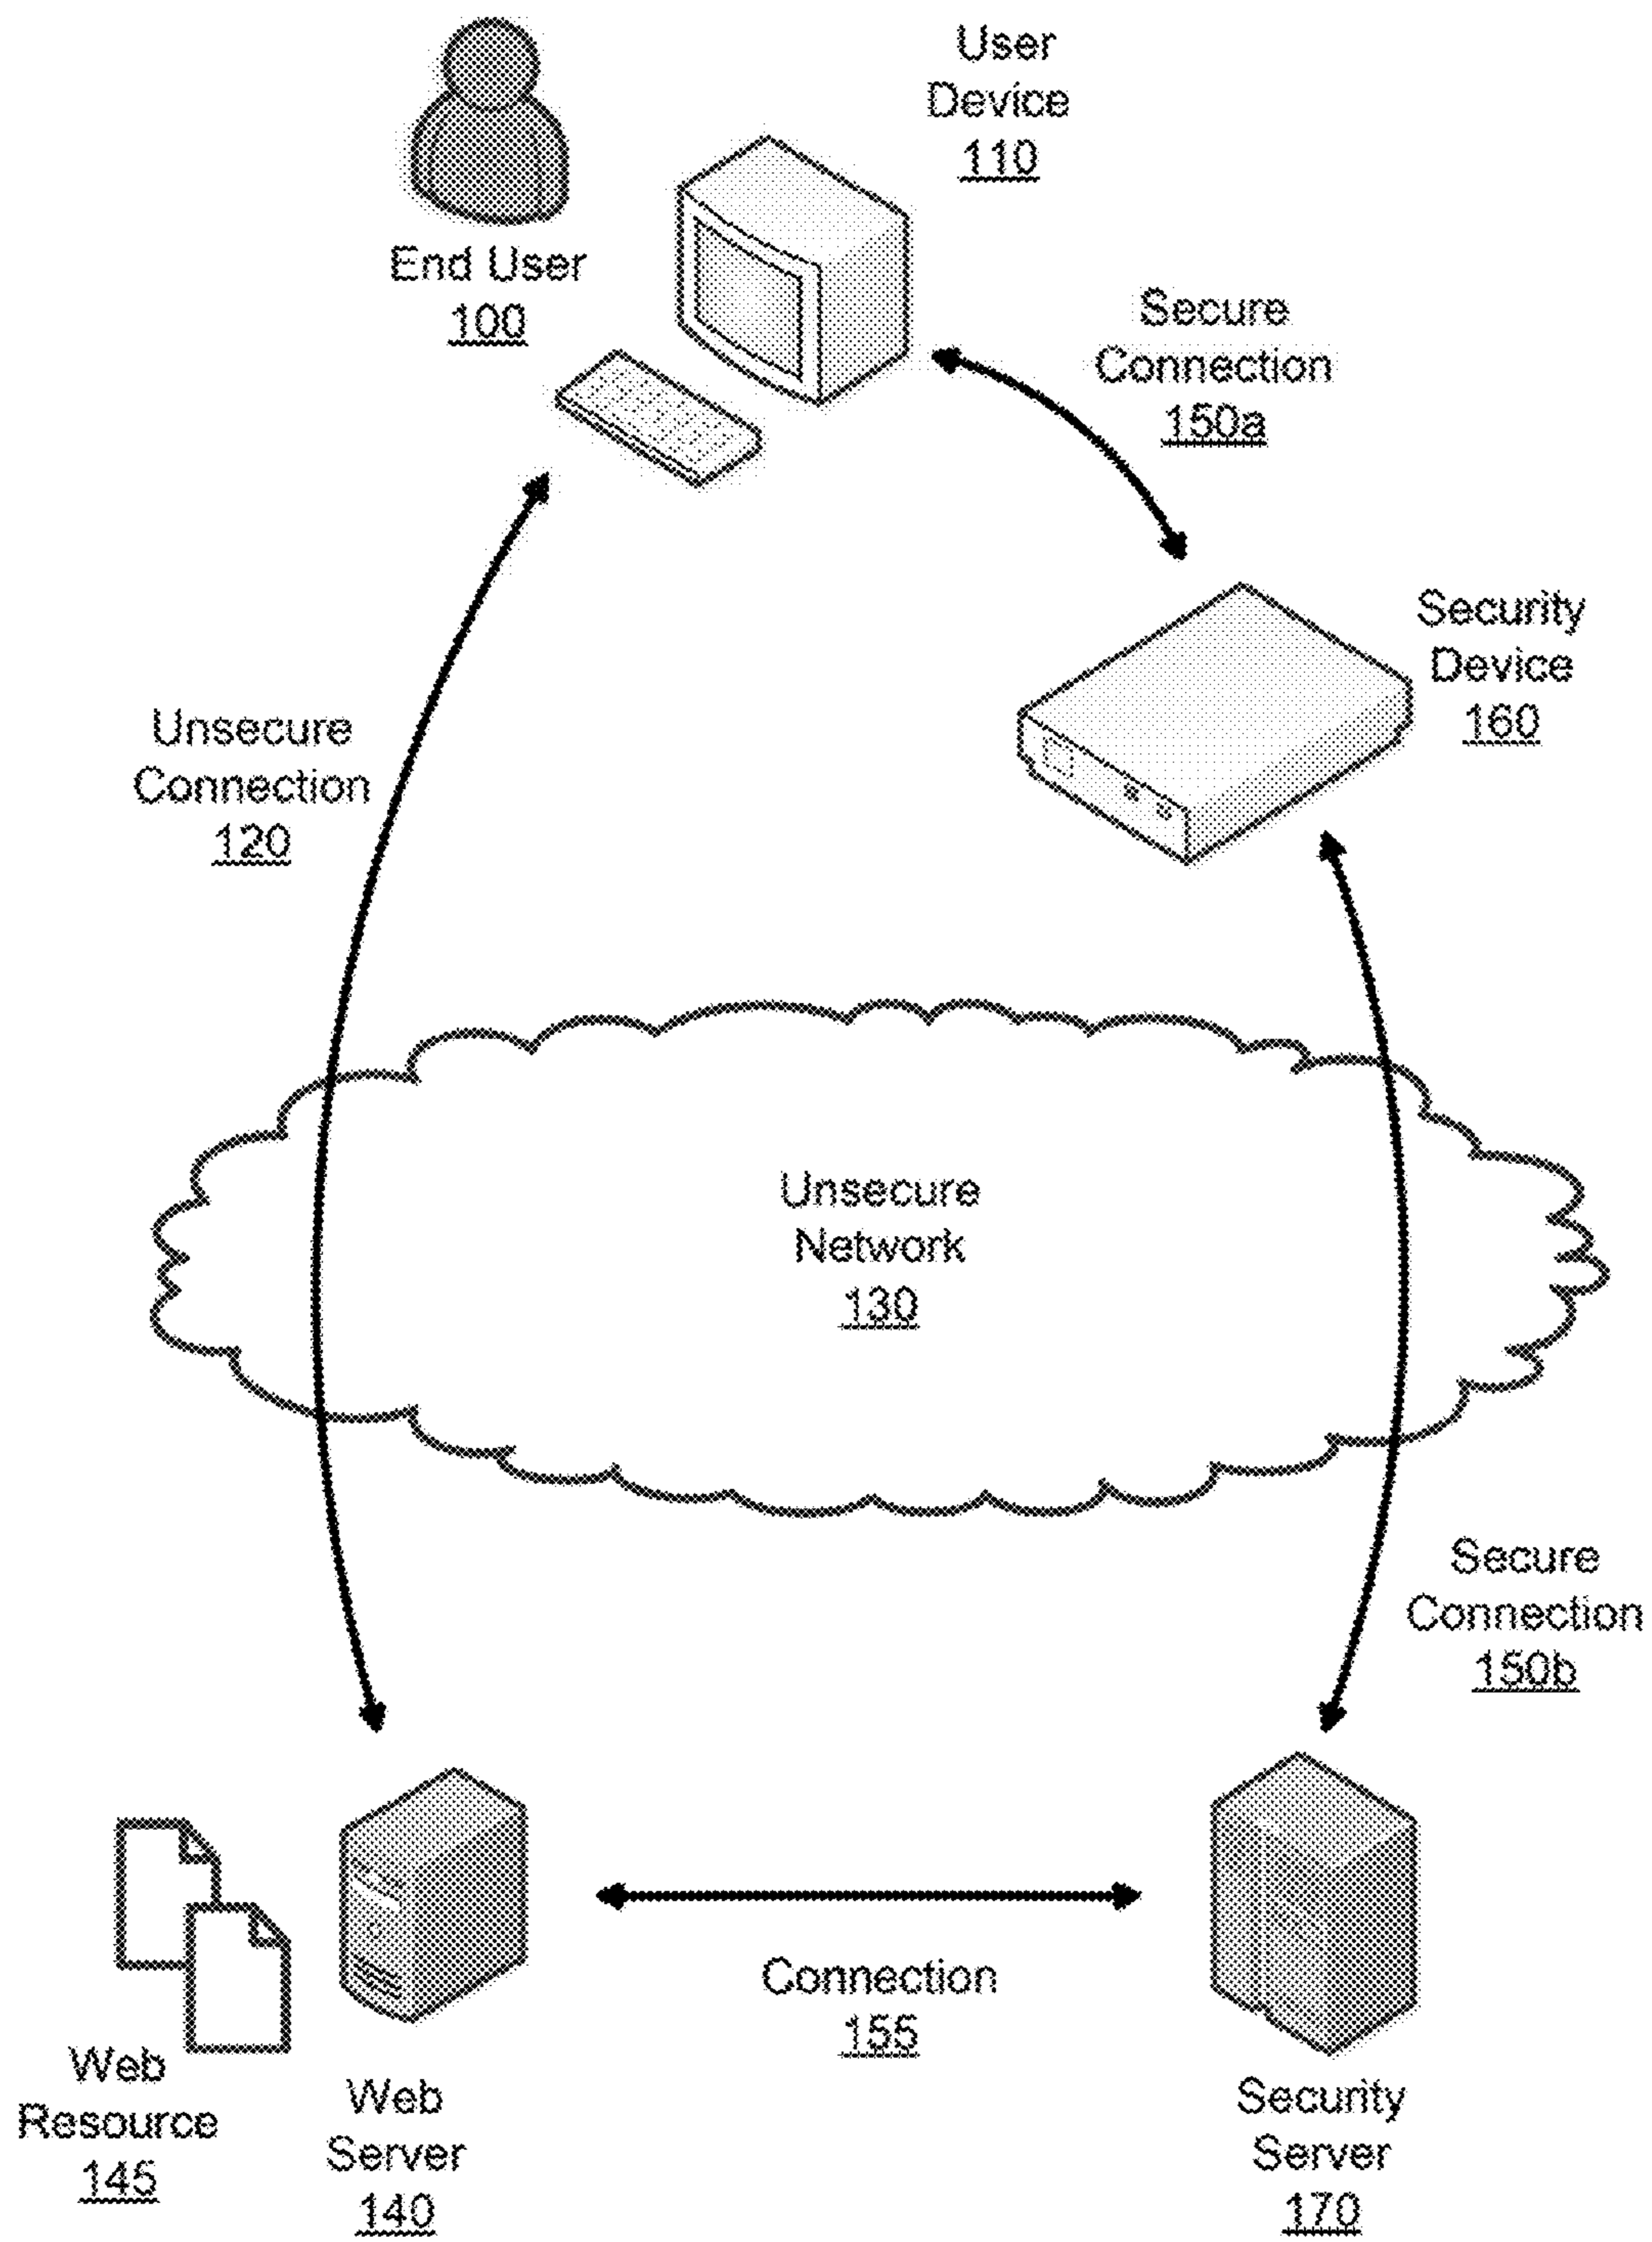 User
Device
110
End User
100
Secure
Connection
150a
Security
Device
160
Unsecure
Connection
120
Unsecure
Network
130
Secure
Connection
150b
Connection
155
Web
Resource
145
Web
Server
140
Security
Server
170